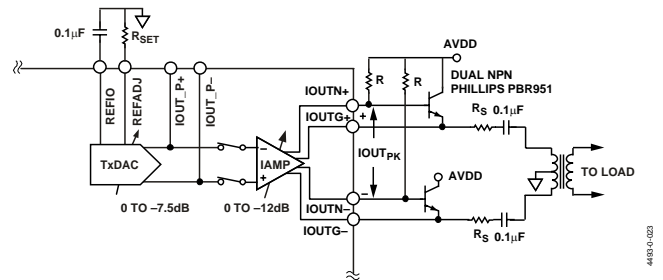 0.1μF
RSET
REFIO
REFADJ
IOUT_P+
IOUT_P–
TxDAC
0 TO –7.5dB
IAMP
0 TO –12dB
IOUTN+
IOUTG+
IOUTN–
IOUTG–
R
R
+
IOUTPK
–
–
+
AVDD
DUAL NPN
PHILLIPS PBR951
RS 0.1μF
AVDD
RS 0.1μF
TO LOAD
4493-0-023